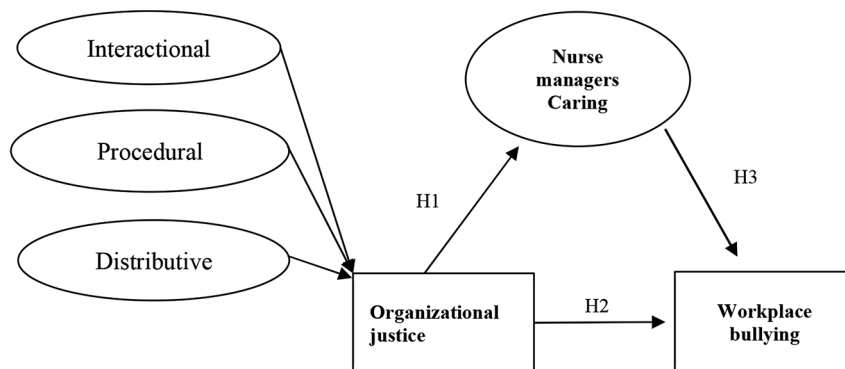 Interactional
Procedural
Distributive
Nurse
managers
Caring
H1
H3
Organizational
justice
H2
Workplace
bullying